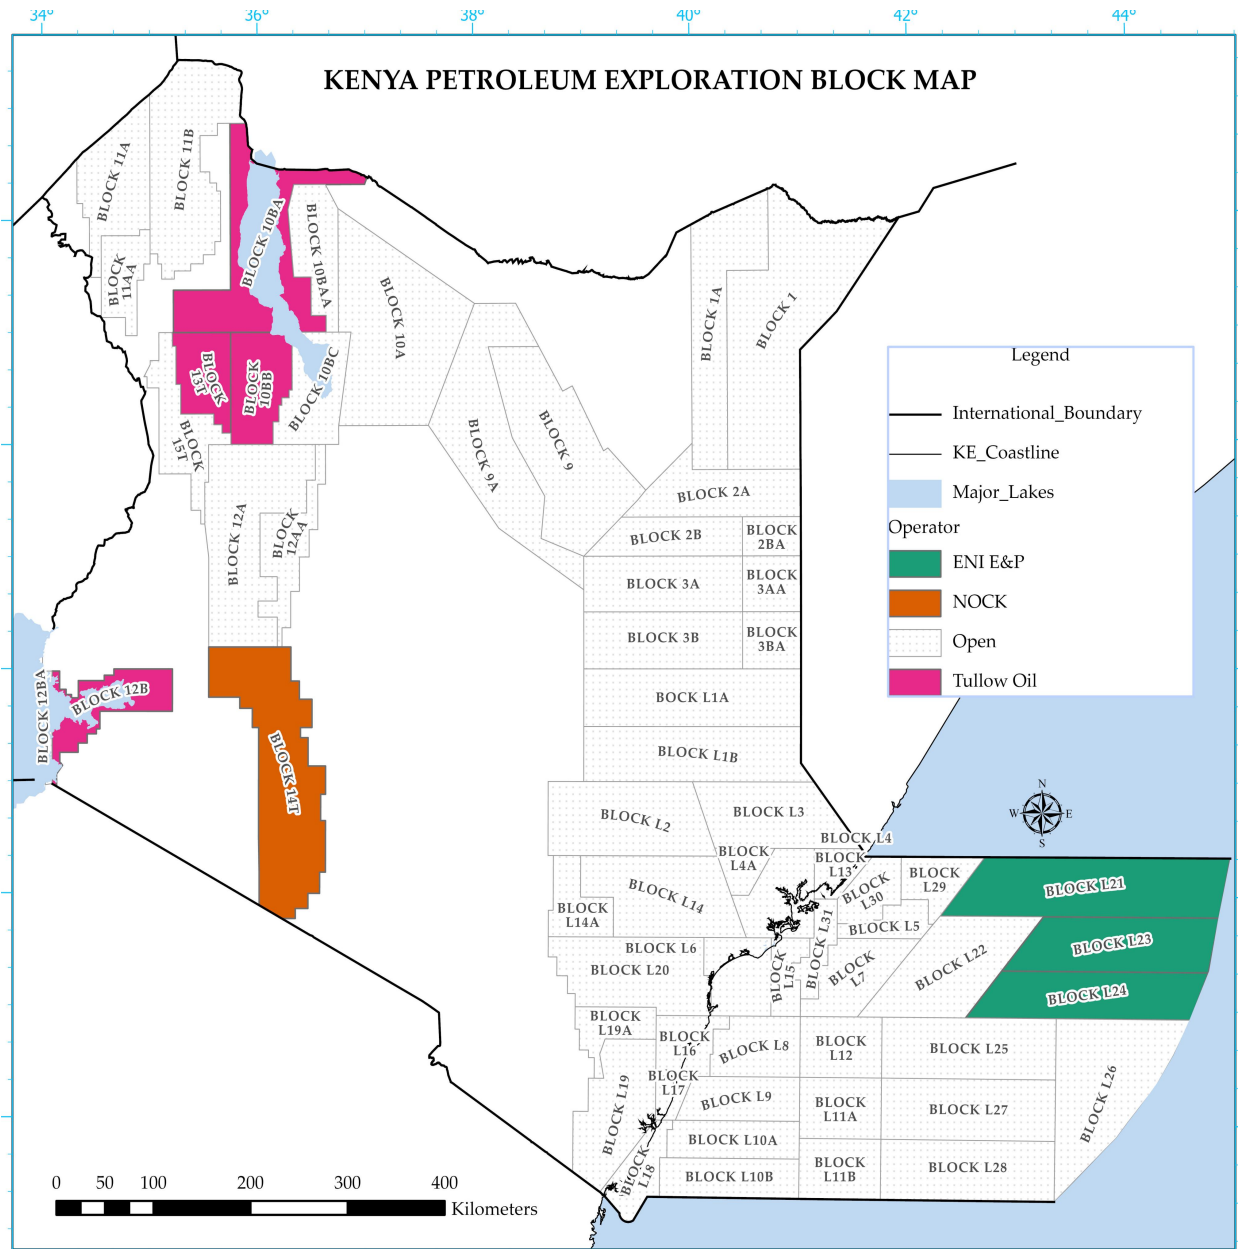 34° 36° 38° 40° 42° 44°
KENYA PETROLEUM EXPLORATION BLOCK MAP
BLOCK 11A
BLOCK 11B
BLOCK 10BA
BLOCK
11AA
BLOCK 10BAA
BLOCK 10A
BLOCK 1A
BLOCK 1
BLOCK
13T
BLOCK
10BB
BLOCK 10BC
BLOCK
15T
BLOCK 9A
BLOCK 9
BLOCK 12A
BLOCK
12AA
BLOCK 2A
BLOCK 2B
BLOCK
2BA
BLOCK 3A
BLOCK
3AA
BLOCK 3B
BLOCK
3BA
Legend
International_Boundary
KE_Coastline
Major_Lakes
Operator
ENI E&P
NOCK
Open
Tullow Oil
BLOCK 12BA
BLOCK 12B
BLOCK 14T
BOCK L1A
BLOCK L1B
BLOCK L2
BLOCK L3
BLOCK L4
BLOCK
L4A
BLOCK
L13
N
W E
S
BLOCK L14
BLOCK
L14A
BLOCK
L30
BLOCK
L29
BLOCK L21
BLOCK L5
BLOCK L31
BLOCK L6
BLOCK L20
BLOCK
L15
BLOCK
L7
BLOCK L22
BLOCK L23
BLOCK L24
BLOCK
L19A
BLOCK
L16
BLOCK L8
BLOCK
L12
BLOCK L25
BLOCK L26
BLOCK
L17
BLOCK L19
BLOCK L9
BLOCK
L11A
BLOCK L27
BLOCK L10A
BLOCK
L18
BLOCK L10B
BLOCK
L11B
BLOCK L28
0 50 100 200 300 400
Kilometers